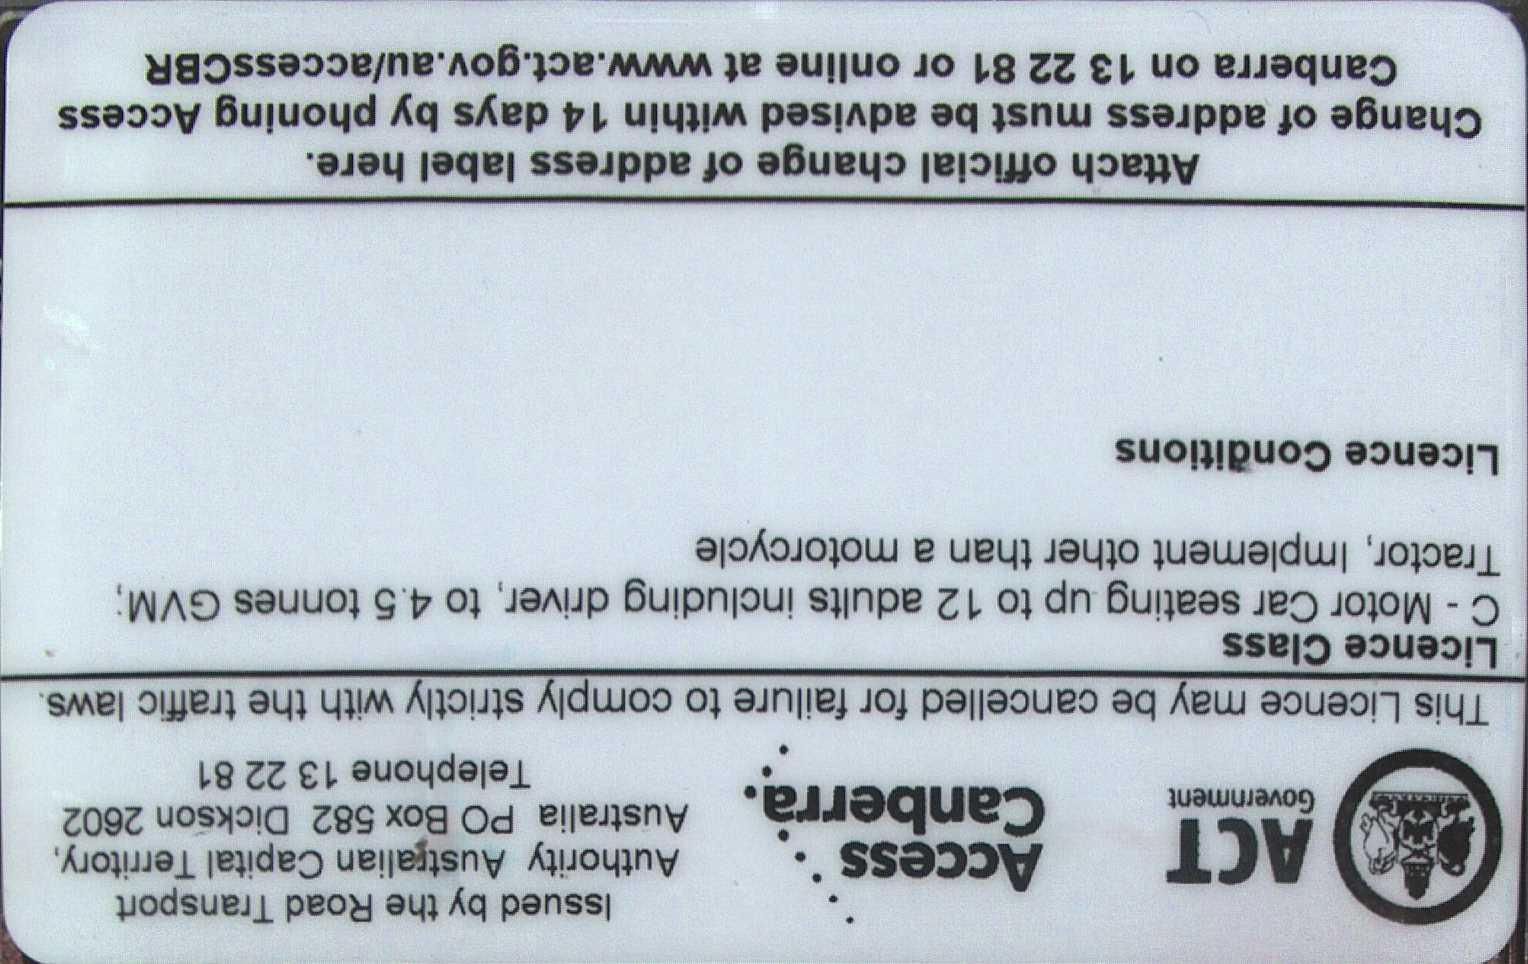 ACT
Government
Access
Canberra.
Issued by the Road Transport
Authority Australian Capital Territory,
Australia PO Box 582 Dickson 2602
Telephone 13 22 81
This Licence may be cancelled for failure to comply strictly with the traffic laws.
Licence Class
C - Motor Car seating up to 12 adults including driver, to 4.5 tonnes GVM;
Tractor, Implement other than a motorcycle
Licence Conditions
Attach official change of address label here.
Change of address must be advised within 14 days by phoning Access
Canberra on 13 22 81 or online at www.act.gov.au/accessCBR